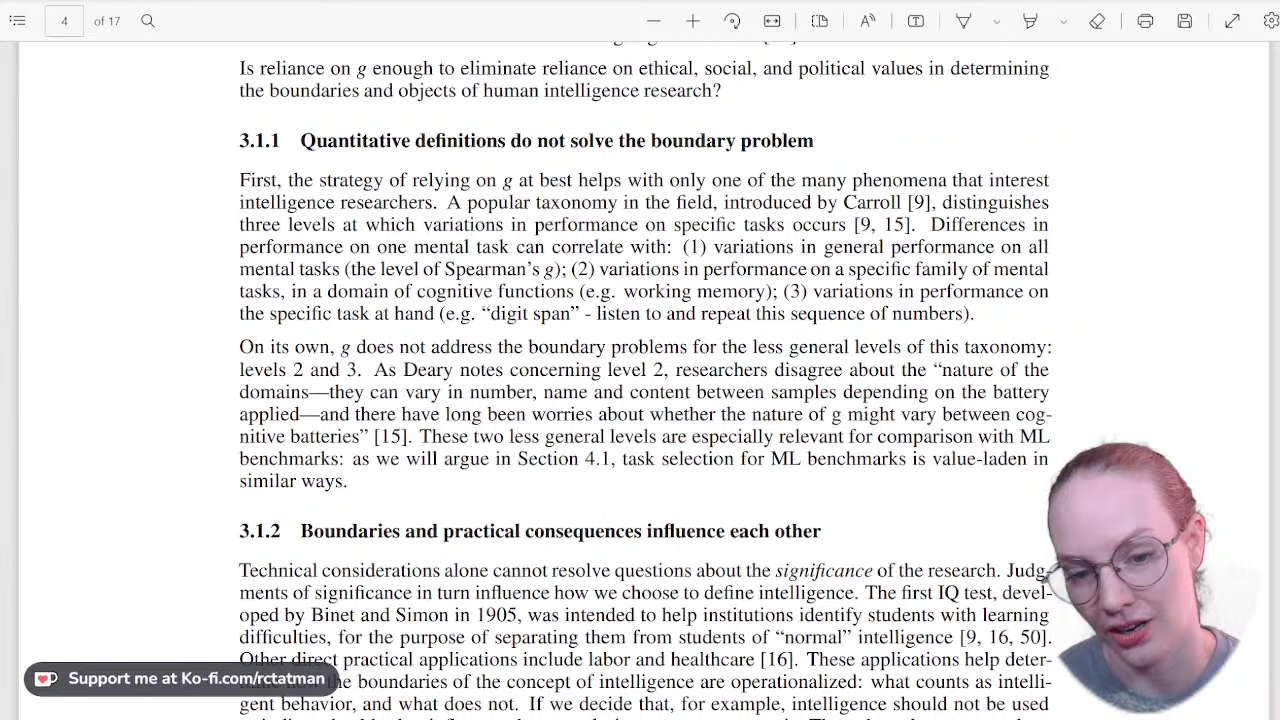 4 of 17
Is reliance on g enough to eliminate reliance on ethical, social, and political values in determining
the boundaries and objects of human intelligence research?
3.1.1 Quantitative definitions do not solve the boundary problem
First, the strategy of relying on g at best helps with only one of the many phenomena that interest
intelligence researchers. A popular taxonomy in the field, introduced by Carroll [9], distinguishes
three levels at which variations in performance on specific tasks occurs [9, 15]. Differences in
performance on one mental task can correlate with: (1) variations in general performance on all
mental tasks (the level of Spearman's g); (2) variations in performance on a specific family of mental
tasks, in a domain of cognitive functions (e.g. working memory); (3) variations in performance on
the specific task at hand (e.g. “digit span” - listen to and repeat this sequence of numbers).
On its own, g does not address the boundary problems for the less general levels of this taxonomy:
levels 2 and 3. As Deary notes concerning level 2, researchers disagree about the “nature of the
domains—they can vary in number, name and content between samples depending on the battery
applied—and there have long been worries about whether the nature of g might vary between cog-
nitive batteries” [15]. These two less general levels are especially relevant for comparison with ML
benchmarks: as we will argue in Section 4.1, task selection for ML benchmarks is value-laden in
similar ways.
3.1.2 Boundaries and practical consequences influence each other
Technical considerations alone cannot resolve questions about the significance of the research. Judg-
ments of significance in turn influence how we choose to define intelligence. The first IQ test, devel-
oped by Binet and Simon in 1905, was intended to help institutions identify students with learning
difficulties, for the purpose of separating them from students of “normal” intelligence [9, 16, 50].
Other direct practical applications include labor and healthcare [16]. These applications help deter-
the boundaries of the concept of intelligence are operationalized: what counts as intelli-
gent behavior, and what does not. If we decide that, for example, intelligence should not be used
Support me at Ko-fi.com/rctatman